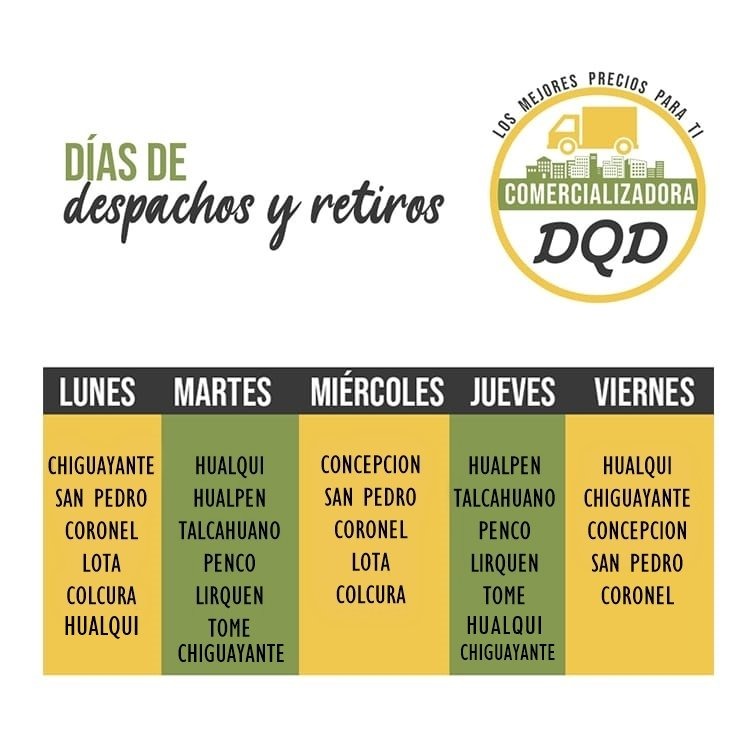 LOS MEJORES PRECIOS PARA TI
DÍAS DE
despachos y retiros
COMERCIALIZADORA
DQD
LUNES MARTES MIÉRCOLES JUEVES VIERNES
CHIGUAYANTE
SAN PEDRO
CORONEL
LOTA
COLCURA
HUALQUI
HUALQUI
HUALPEN
TALCAHUANO
PENCO
LIRQUEN
TOME
CHIGUAYANTE
CONCEPCION
SAN PEDRO
CORONEL
LOTA
COLCURA
HUALPEN
TALCAHUANO
PENCO
LIRQUEN
TOME
HUALQUI
CHIGUAYANTE
HUALQUI
CHIGUAYANTE
CONCEPCION
SAN PEDRO
CORONEL